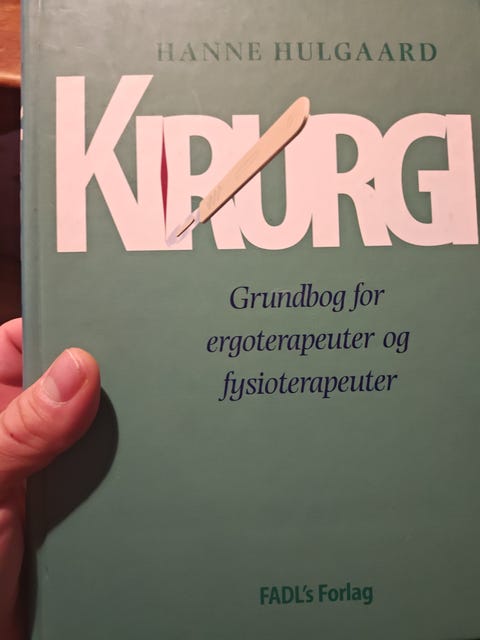 HANNE HULGAARD
KIRURGI
Grundbog for
ergoterapeuter og
fysioterapeuter
FADL's Forlag